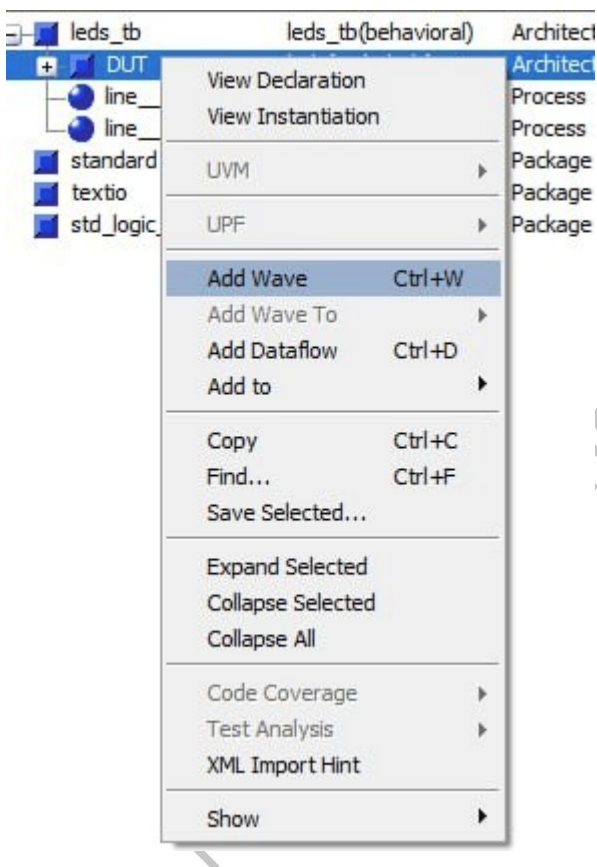 leds_tb leds_tb(behavioral) Architect
DUT Architect
line__ Process
line__ Process
standard Package
textio Package
std_logic_ Package
View Declaration
View Instantiation
UVM
UPF
Add Wave Ctrl+W
Add Wave To
Add Dataflow Ctrl+D
Add to
Copy Ctrl+C
Find... Ctrl+F
Save Selected...
Expand Selected
Collapse Selected
Collapse All
Code Coverage
Test Analysis
XML Import Hint
Show